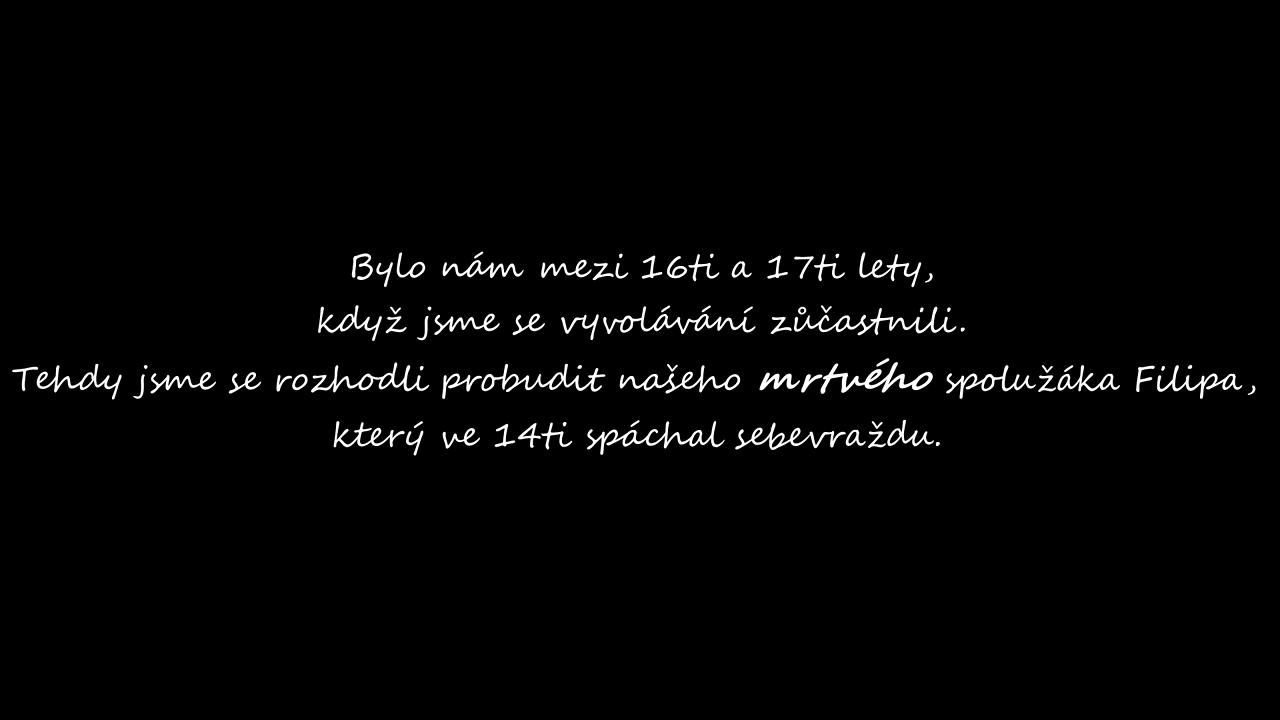 Bylo nám mezi 16ti a 17ti lety,
když jsme se vyvolávání zůčastnili.
Tehdy jsme se rozhodli probudit našeho mrtvého spolužáka Filipa,
který ve 14ti spáchal sebevraždu.